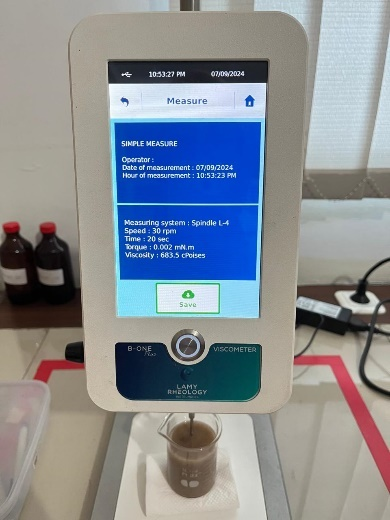 10:53:27 PM 07/09/2024
Measure
SIMPLE MEASURE
Operator :
Date of measurement : 07/09/2024
Hour of measurement : 10:53:23 PM
Measuring system : Spindle L-4
Speed : 30 rpm
Time : 20 sec
Torque : 0.002 mN.m
Viscosity : 683.5 cPoises
Save
B-ONE Plus VISCOMETER
LAMY
RHEOLOGY